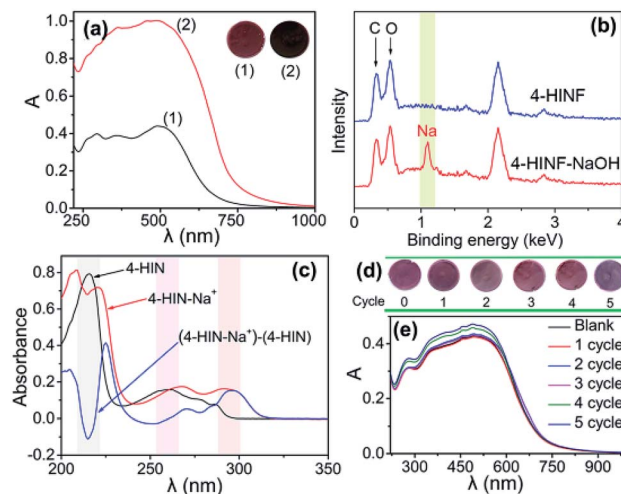 (a)
(2)
(1)
(2)
(1)
A
1.0
0.8
0.6
0.4
0.2
0.0
250
500
750
1000
λ (nm)
(b)
C
O
4-HINF
Na
4-HINF-NaOH
Intensity
0
1
2
3
4
Binding energy (keV)
(c)
4-HIN
4-HIN-Na⁺
(4-HIN-Na⁺)-(4-HIN)
Absorbance
0.8
0.6
0.4
0.2
0.0
-0.2
200
250
300
350
λ (nm)
(d)
Cycle
0
1
2
3
4
5
(e)
Blank
1 cycle
2 cycle
3 cycle
4 cycle
5 cycle
A
0.4
0.2
0.0
300
450
600
750
900
λ (nm)